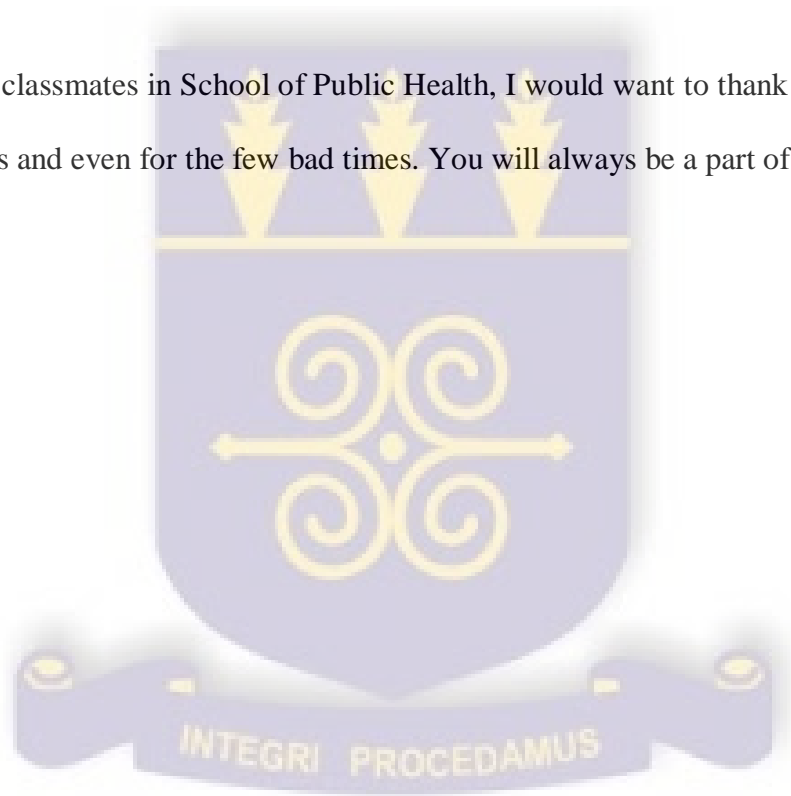 classmates in School of Public Health, I would want to thank
s and even for the few bad times. You will always be a part of
INTEGRI PROCEDAMUS